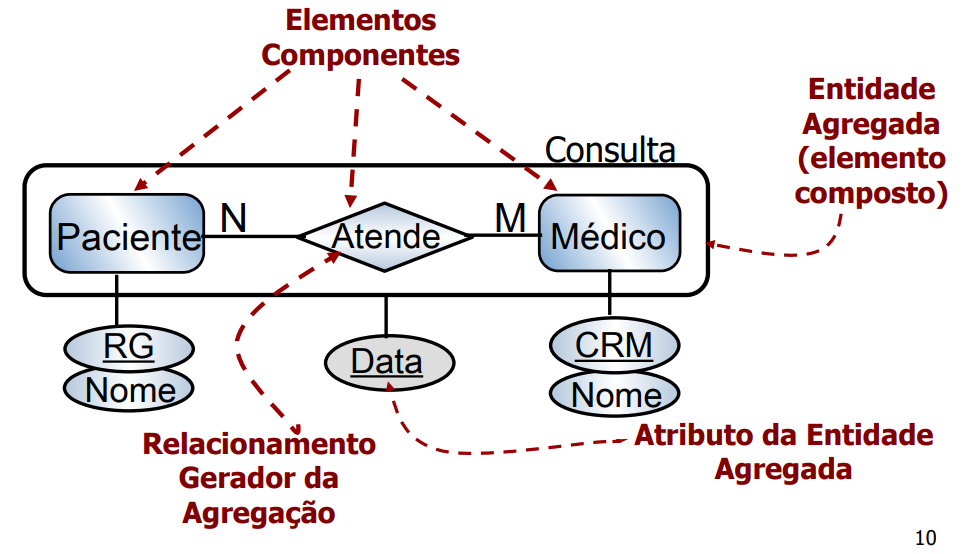 Elementos
Componentes
Entidade
Agregada
(elemento
composto)
Consulta
Paciente
N
Atende
M
Médico
RG
Nome
Data
CRM
Nome
Relacionamento
Gerador da
Agregação
Atributo da Entidade
Agregada
10